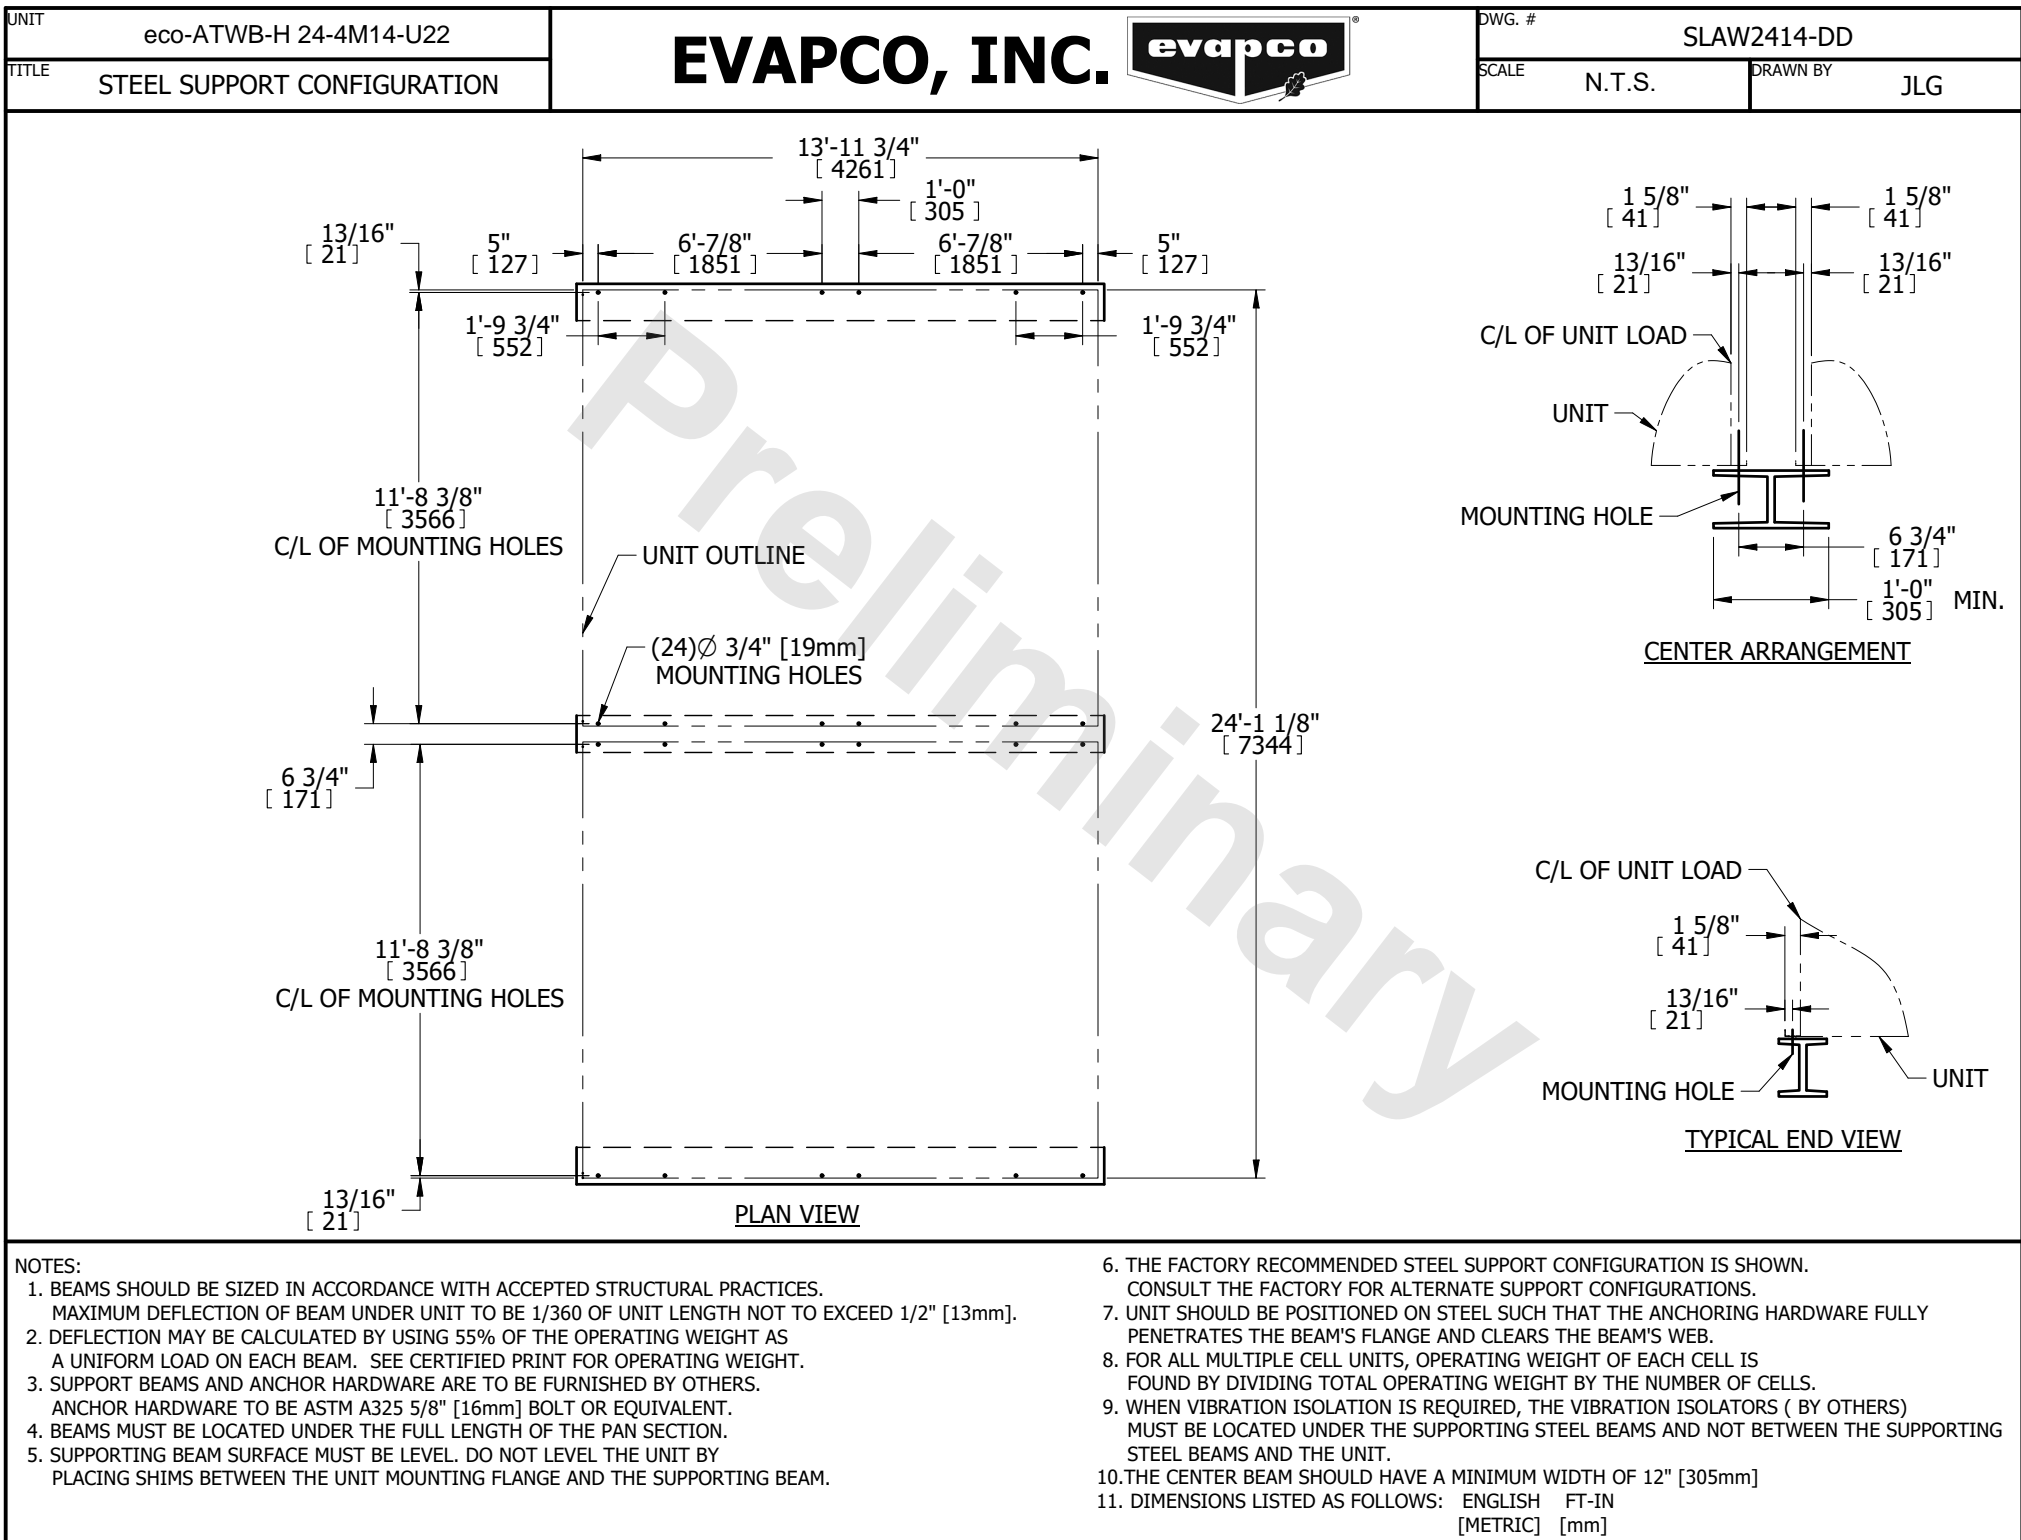 UNIT
eco-ATWB-H 24-4M14-U22
TITLE
STEEL SUPPORT CONFIGURATION
EVAPCO, INC.
evapco
®
DWG. #
SLAW2414-DD
SCALE
N.T.S.
DRAWN BY
JLG
13'-11 3/4"
[ 4261]
1'-0"
[ 305 ]
13/16"
[ 21]
5"
[ 127]
6'-7/8"
[ 1851 ]
6'-7/8"
[ 1851 ]
5"
[ 127]
1'-9 3/4"
[ 552]
1'-9 3/4"
[ 552]
11'-8 3/8"
[ 3566]
C/L OF MOUNTING HOLES
UNIT OUTLINE
(24)∅ 3/4" [19mm]
MOUNTING HOLES
6 3/4"
[ 171]
24'-1 1/8"
[ 7344]
11'-8 3/8"
[ 3566]
C/L OF MOUNTING HOLES
13/16"
[ 21]
PLAN VIEW
Preliminary
1 5/8"
[ 41]
1 5/8"
[ 41]
13/16"
[ 21]
13/16"
[ 21]
C/L OF UNIT LOAD
UNIT
MOUNTING HOLE
6 3/4"
[ 171]
1'-0"
[ 305] MIN.
CENTER ARRANGEMENT
C/L OF UNIT LOAD
1 5/8"
[ 41]
13/16"
[ 21]
MOUNTING HOLE
UNIT
TYPICAL END VIEW
NOTES:
1. BEAMS SHOULD BE SIZED IN ACCORDANCE WITH ACCEPTED STRUCTURAL PRACTICES.
MAXIMUM DEFLECTION OF BEAM UNDER UNIT TO BE 1/360 OF UNIT LENGTH NOT TO EXCEED 1/2" [13mm].
2. DEFLECTION MAY BE CALCULATED BY USING 55% OF THE OPERATING WEIGHT AS
A UNIFORM LOAD ON EACH BEAM. SEE CERTIFIED PRINT FOR OPERATING WEIGHT.
3. SUPPORT BEAMS AND ANCHOR HARDWARE ARE TO BE FURNISHED BY OTHERS.
ANCHOR HARDWARE TO BE ASTM A325 5/8" [16mm] BOLT OR EQUIVALENT.
4. BEAMS MUST BE LOCATED UNDER THE FULL LENGTH OF THE PAN SECTION.
5. SUPPORTING BEAM SURFACE MUST BE LEVEL. DO NOT LEVEL THE UNIT BY
PLACING SHIMS BETWEEN THE UNIT MOUNTING FLANGE AND THE SUPPORTING BEAM.
6. THE FACTORY RECOMMENDED STEEL SUPPORT CONFIGURATION IS SHOWN.
CONSULT THE FACTORY FOR ALTERNATE SUPPORT CONFIGURATIONS.
7. UNIT SHOULD BE POSITIONED ON STEEL SUCH THAT THE ANCHORING HARDWARE FULLY
PENETRATES THE BEAM'S FLANGE AND CLEARS THE BEAM'S WEB.
8. FOR ALL MULTIPLE CELL UNITS, OPERATING WEIGHT OF EACH CELL IS
FOUND BY DIVIDING TOTAL OPERATING WEIGHT BY THE NUMBER OF CELLS.
9. WHEN VIBRATION ISOLATION IS REQUIRED, THE VIBRATION ISOLATORS ( BY OTHERS)
MUST BE LOCATED UNDER THE SUPPORTING STEEL BEAMS AND NOT BETWEEN THE SUPPORTING
STEEL BEAMS AND THE UNIT.
10.THE CENTER BEAM SHOULD HAVE A MINIMUM WIDTH OF 12" [305mm]
11. DIMENSIONS LISTED AS FOLLOWS: ENGLISH FT-IN
[METRIC] [mm]